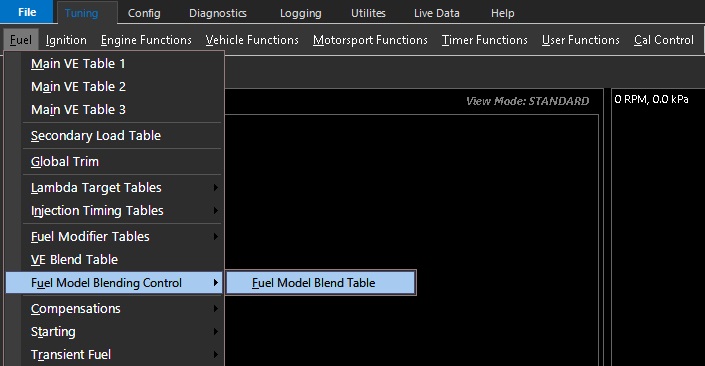 File Tuning Config Diagnostics Logging Utilites Live Data Help
Fuel Ignition Engine Functions Vehicle Functions Motorsport Functions Timer Functions User Functions Cal Control
Main VE Table 1
Main VE Table 2
Main VE Table 3
View Mode: STANDARD
0 RPM, 0.0 kPa
Secondary Load Table
Global Trim
Lambda Target Tables
Injection Timing Tables
Fuel Modifier Tables
VE Blend Table
Fuel Model Blending Control
Fuel Model Blend Table
Compensations
Starting
Transient Fuel